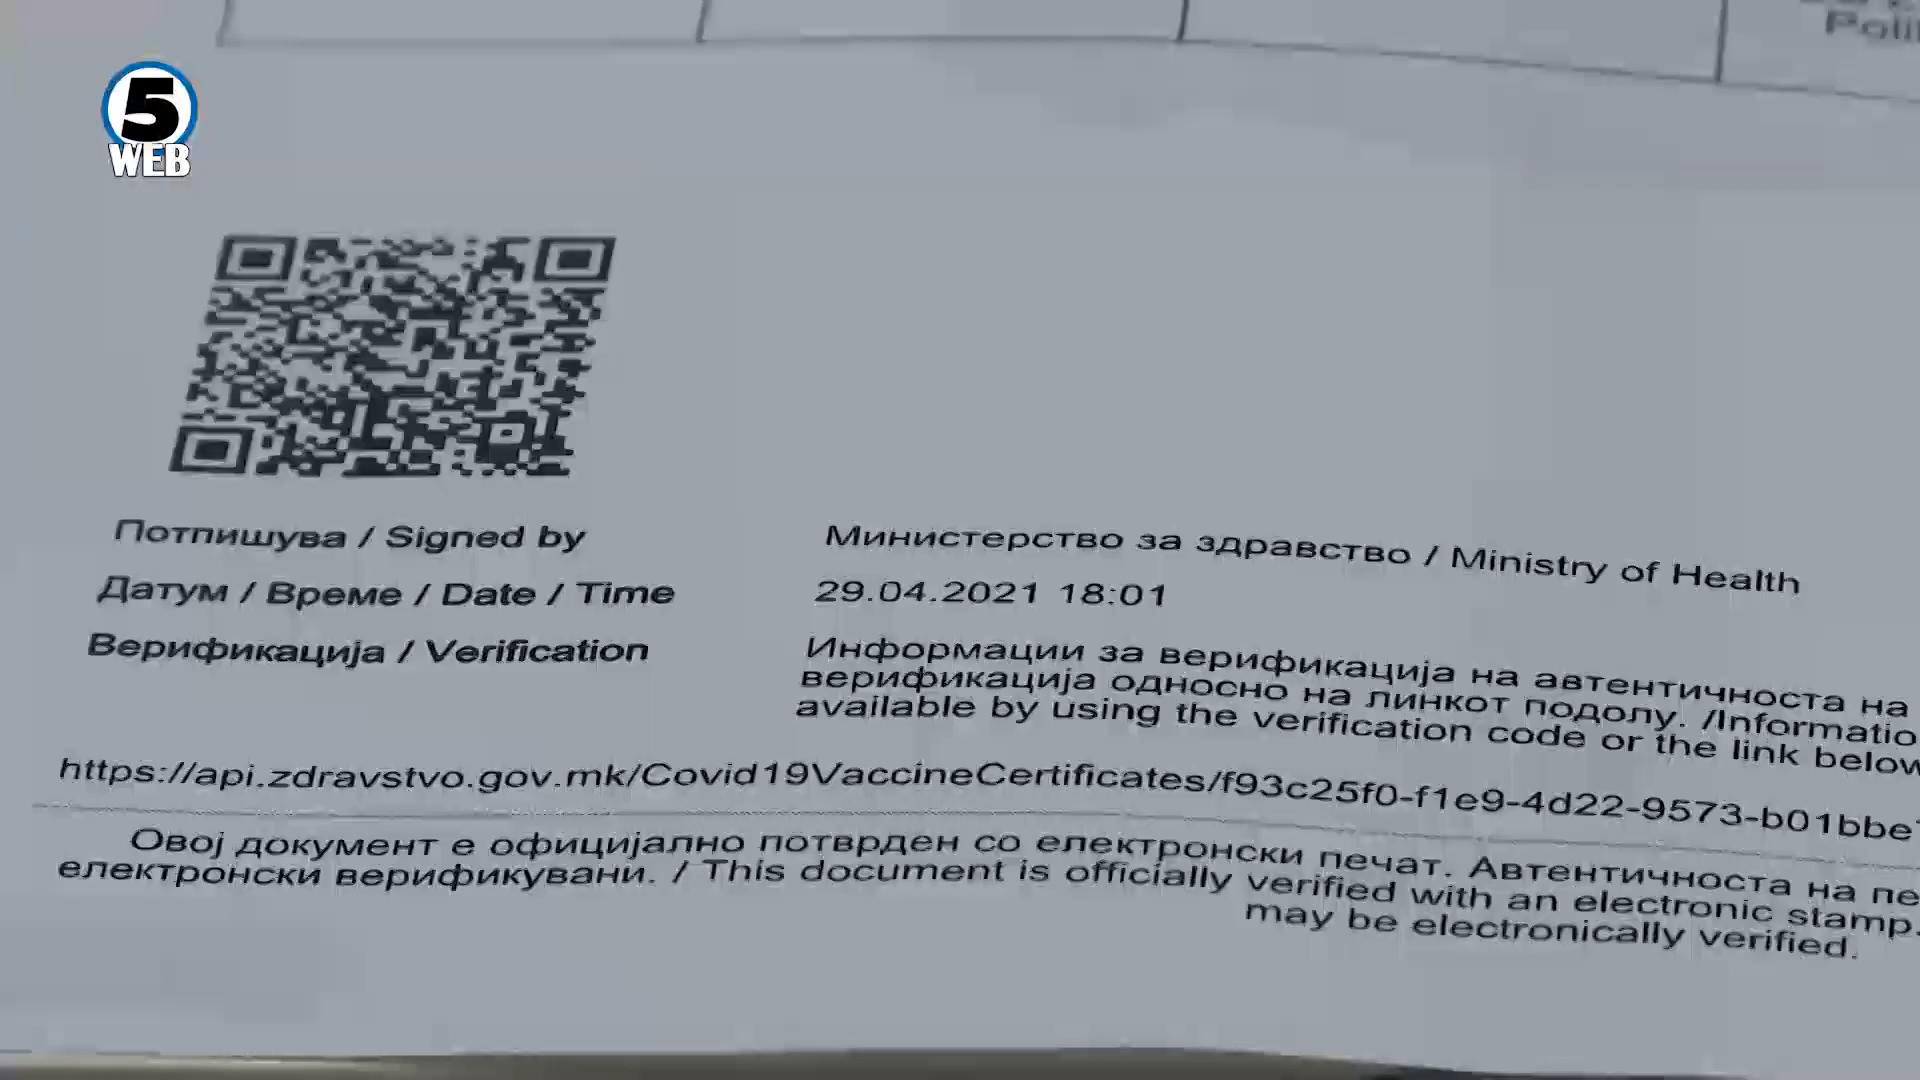 5
WEB
Потпишува / Signed by
Министерство за здравство / Ministry of Health
Датум / Време / Date / Time
29.04.2021 18:01
Верификација / Verification
Информации за верификација на автентичноста на
верификација односно на линкот подолу. /Informatio
available by using the verification code or the link below
https://api.zdravstvo.gov.mk/Covid19VaccineCertificates/f93c25f0-f1e9-4d22-9573-b01bbe
Овој документ е официјално потврден со електронски печат. Автентичноста на пе
електронски верификувани. / This document is officially verified with an electronic stamp.
may be electronically verified.